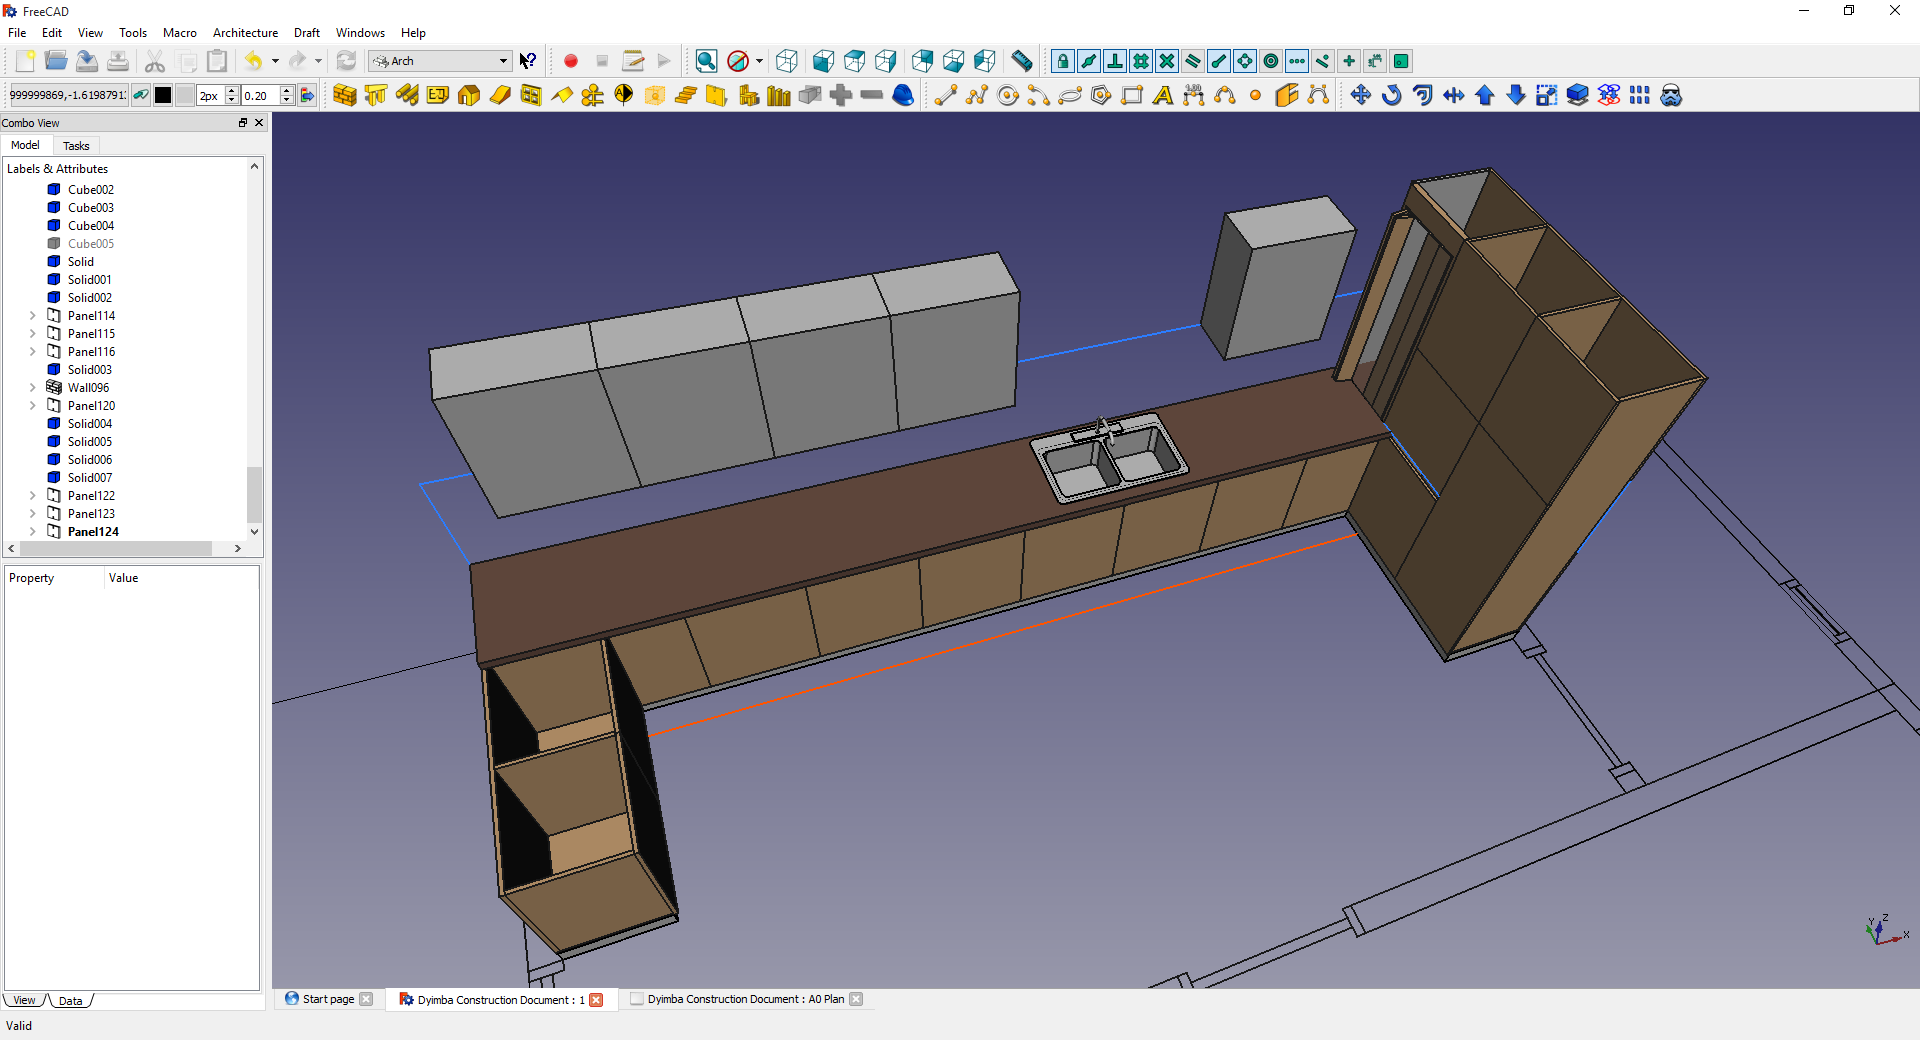 FreeCAD
File Edit View Tools Macro Architecture Draft Windows Help
Arch
999999869,-1.6198791 2px 0.20
Combo View
Model Tasks
Labels & Attributes
Cube002
Cube003
Cube004
Cube005
Solid
Solid001
Solid002
Panel114
Panel115
Panel116
Solid003
Wall096
Panel120
Solid004
Solid005
Solid006
Solid007
Panel122
Panel123
Panel124
Property Value
Y Z X
View Data
Start page Dyimba Construction Document : 1 Dyimba Construction Document : A0 Plan
Valid